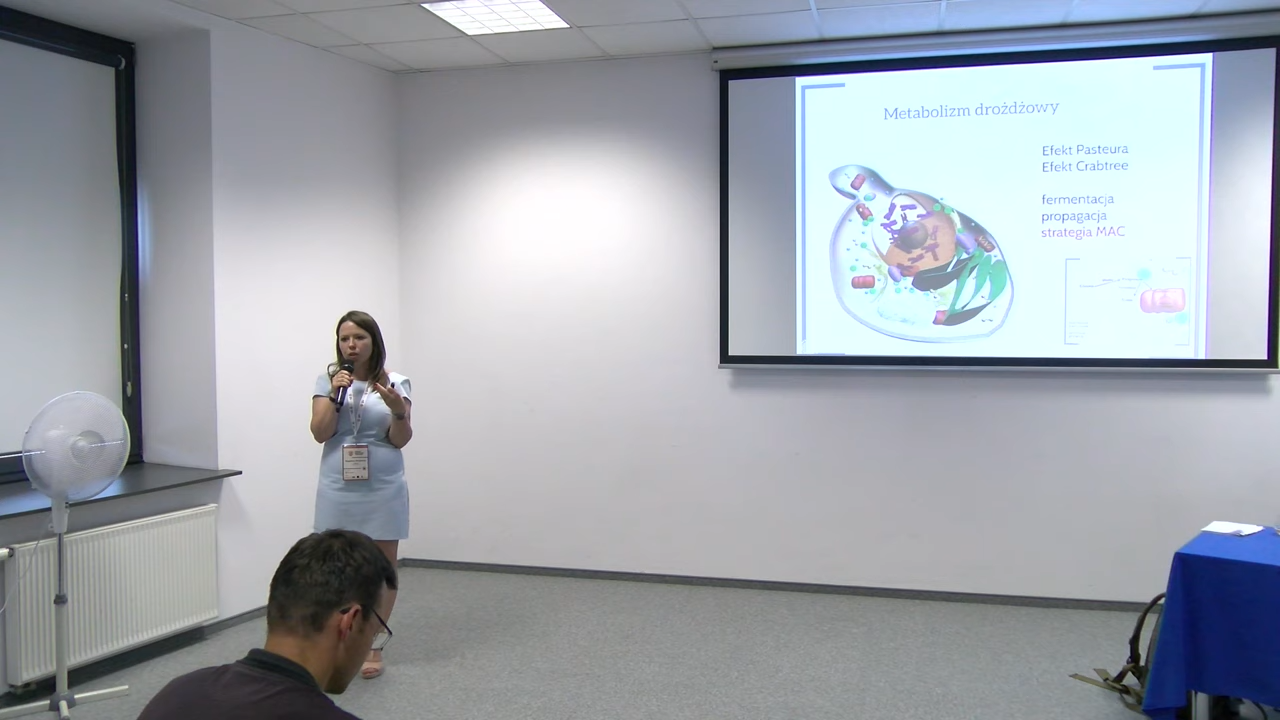 Metabolizm drożdżowy
Efekt Pasteura
Efekt Crabtree
fermentacja
propagacja
strategia MAC